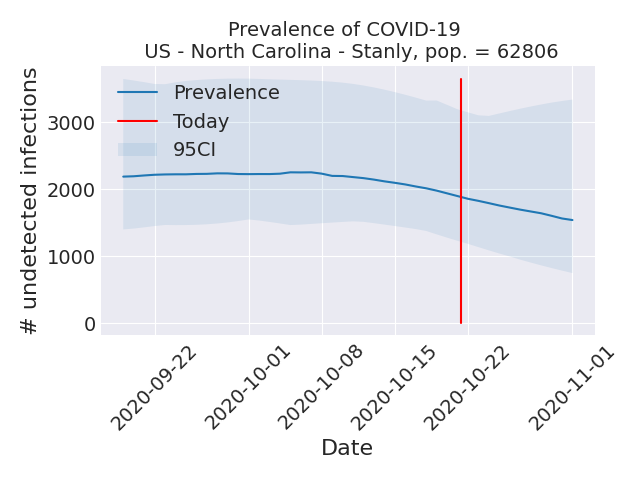 Prevalence of COVID-19
US - North Carolina - Stanly, pop. = 62806
# undetected infections
3000
2000
1000
0
Prevalence
Today
95CI
2020-09-22
2020-10-01
2020-10-08
2020-10-15
2020-10-22
2020-11-01
Date